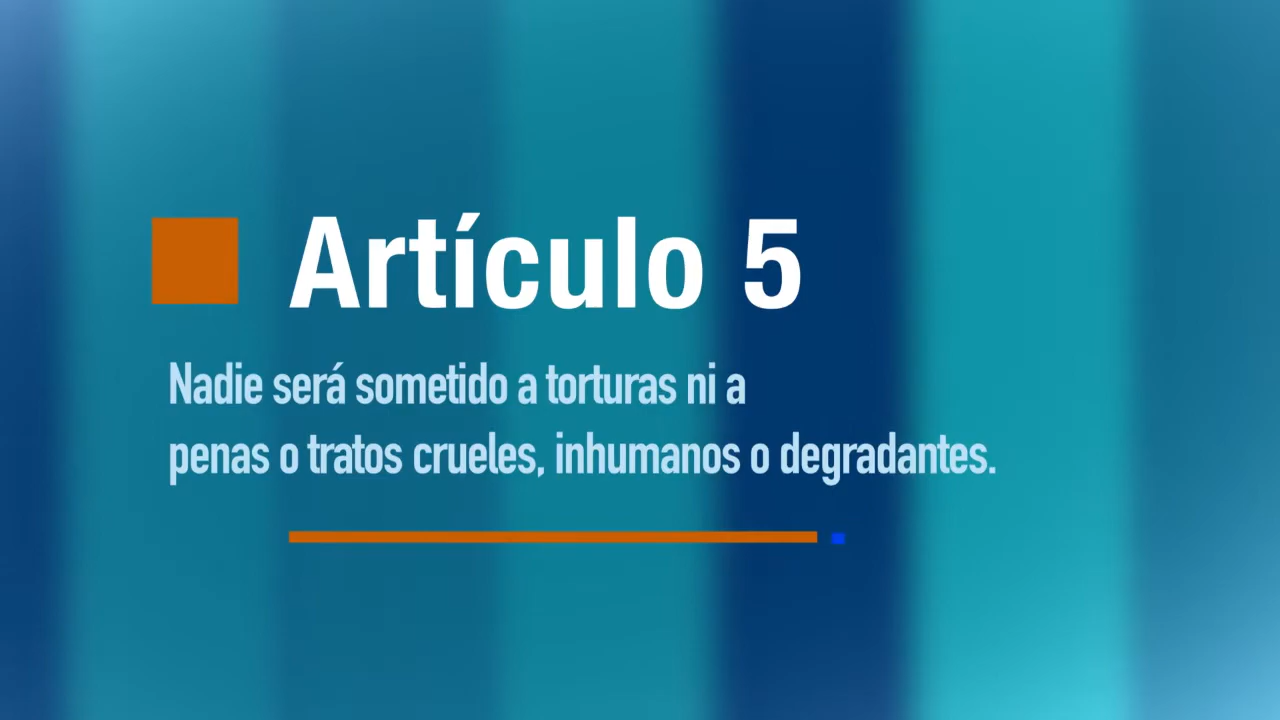 Artículo 5
Nadie será sometido a torturas ni a
penas o tratos crueles, inhumanos o degradantes.